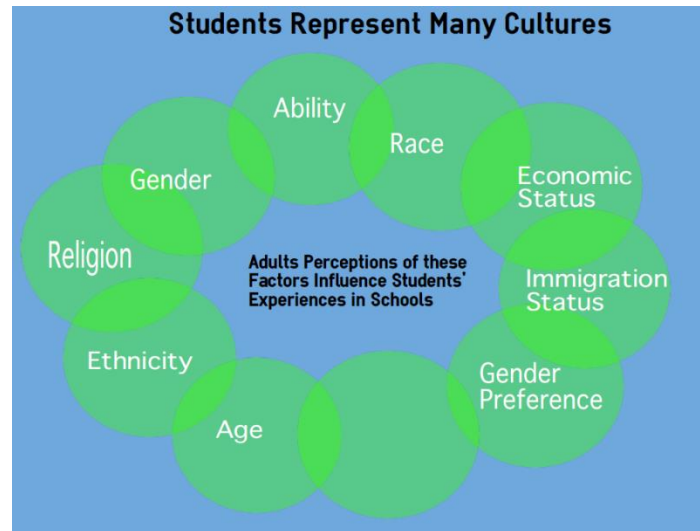 Students Represent Many Cultures
Ability
Race
Gender
Economic
Status
Religion
Adults Perceptions of these
Factors Influence Students'
Experiences in Schools
Immigration
Status
Ethnicity
Gender
Preference
Age